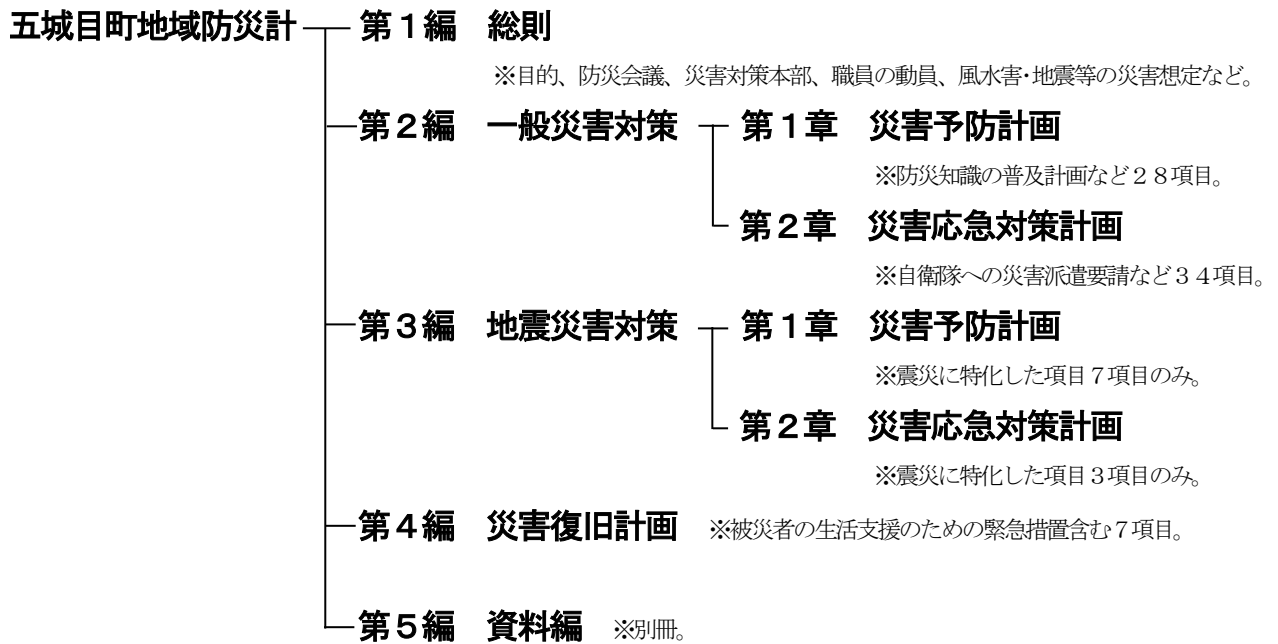 五城目町地域防災計 第１編 総則
※目的、防災会議、災害対策本部、職員の動員、風水害・地震等の災害想定など。
第２編 一般災害対策 第１章 災害予防計画
※防災知識の普及計画など２８項目。
第２章 災害応急対策計画
※自衛隊への災害派遣要請など３４項目。
第３編 地震災害対策 第１章 災害予防計画
※震災に特化した項目７項目のみ。
第２章 災害応急対策計画
※震災に特化した項目３項目のみ。
第４編 災害復旧計画 ※被災者の生活支援のための緊急措置含む７項目。
第５編 資料編 ※別冊。